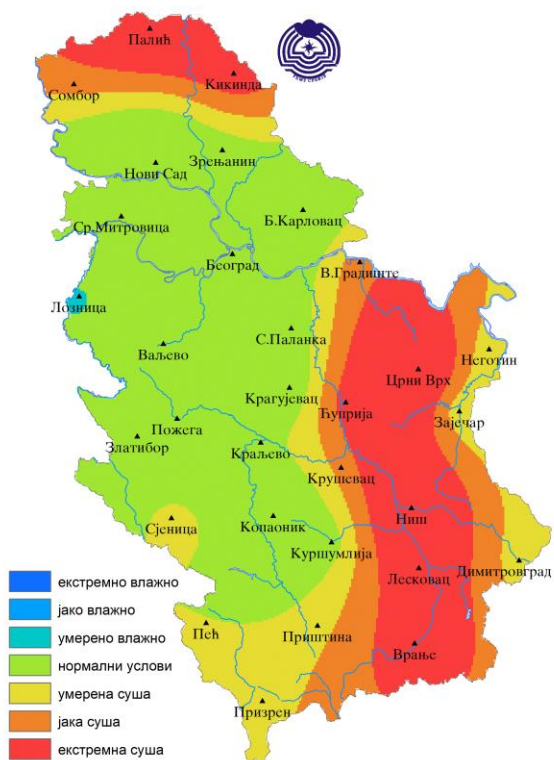 Палић
Кикинда
Сомбор
Зрењанин
Нови Сад
Б.Карловац
Ср.Митровица
Београд
В.Градиште
Лозница
С.Паланка
Неготин
Ваљево
Црни Врх
Крагујевац
Ћуприја
Зајечар
Пожега
Златибор
Краљево
Крушевац
Ниш
Сјеница
Копаоник
Куршумлија
Димитровград
Лесковац
Пећ
Приштина
Врање
Призрен
екстремно влажно
јако влажно
умерено влажно
нормални услови
умерена суша
јака суша
екстремна суша